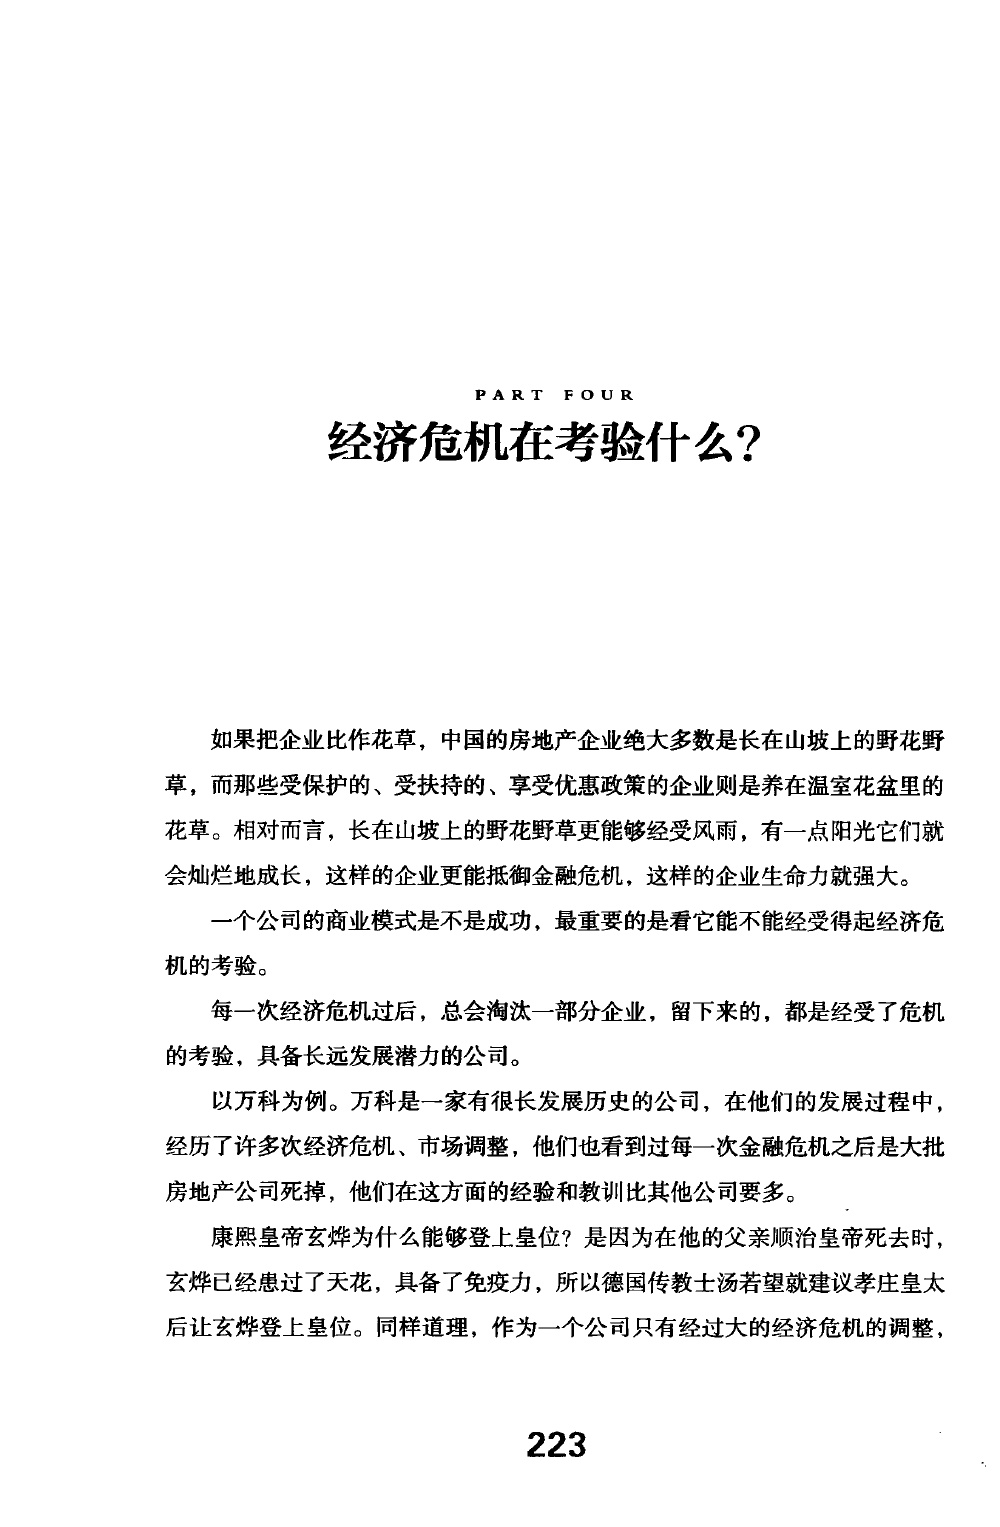 PART FOUR
经济危机在考验什么？
如果把企业比作花草，中国的房地产企业绝大多数是长在山坡上的野花野
草，而那些受保护的、受扶持的、享受优惠政策的企业则是养在温室花盆里的
花草。相对而言，长在山坡上的野花野草更能够经受风雨，有一点阳光它们就
会灿烂地成长，这样的企业更能抵御金融危机，这样的企业生命力就强大。
一个公司的商业模式是不是成功，最重要的是看它能不能经受得起经济危
机的考验。
每一次经济危机过后，总会淘汰一部分企业，留下来的，都是经受了危机
的考验，具备长远发展潜力的公司。
以万科为例。万科是一家有很长发展历史的公司，在他们的发展过程中，
经历了许多次经济危机、市场调整，他们也看到过每一次金融危机之后是大批
房地产公司死掉，他们在这方面的经验和教训比其他公司要多。
康熙皇帝玄烨为什么能够登上皇位？是因为在他的父亲顺治皇帝死去时，
玄烨已经患过了天花，具备了免疫力，所以德国传教士汤若望就建议孝庄皇太
后让玄烨登上皇位。同样道理，作为一个公司只有经过大的经济危机的调整，
223